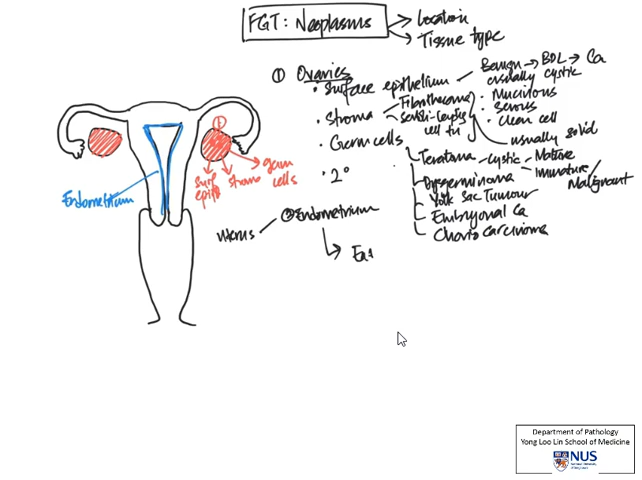 FGT: Neoplasms
Location
Tissue type
① Ovaries
• Surface epithelium
Benign → BDL → Ca
usually cystic
• Mucinous
• Serous
• Clear cell
• Stroma
Fibrothecoma
Sertoli-Leydig
cell tu
usually solid
• Germ cells
Teratoma - cystic - Mature
Immature / Malignant
Dysgerminoma
Yolk Sac Tumour
Embryonal Ca
Choriocarcinoma
• 2°
①
Surf
epith
Stroma
germ
cells
Endometrium
Uterus
② Endometrium
Department of Pathology
Yong Loo Lin School of Medicine
NUS